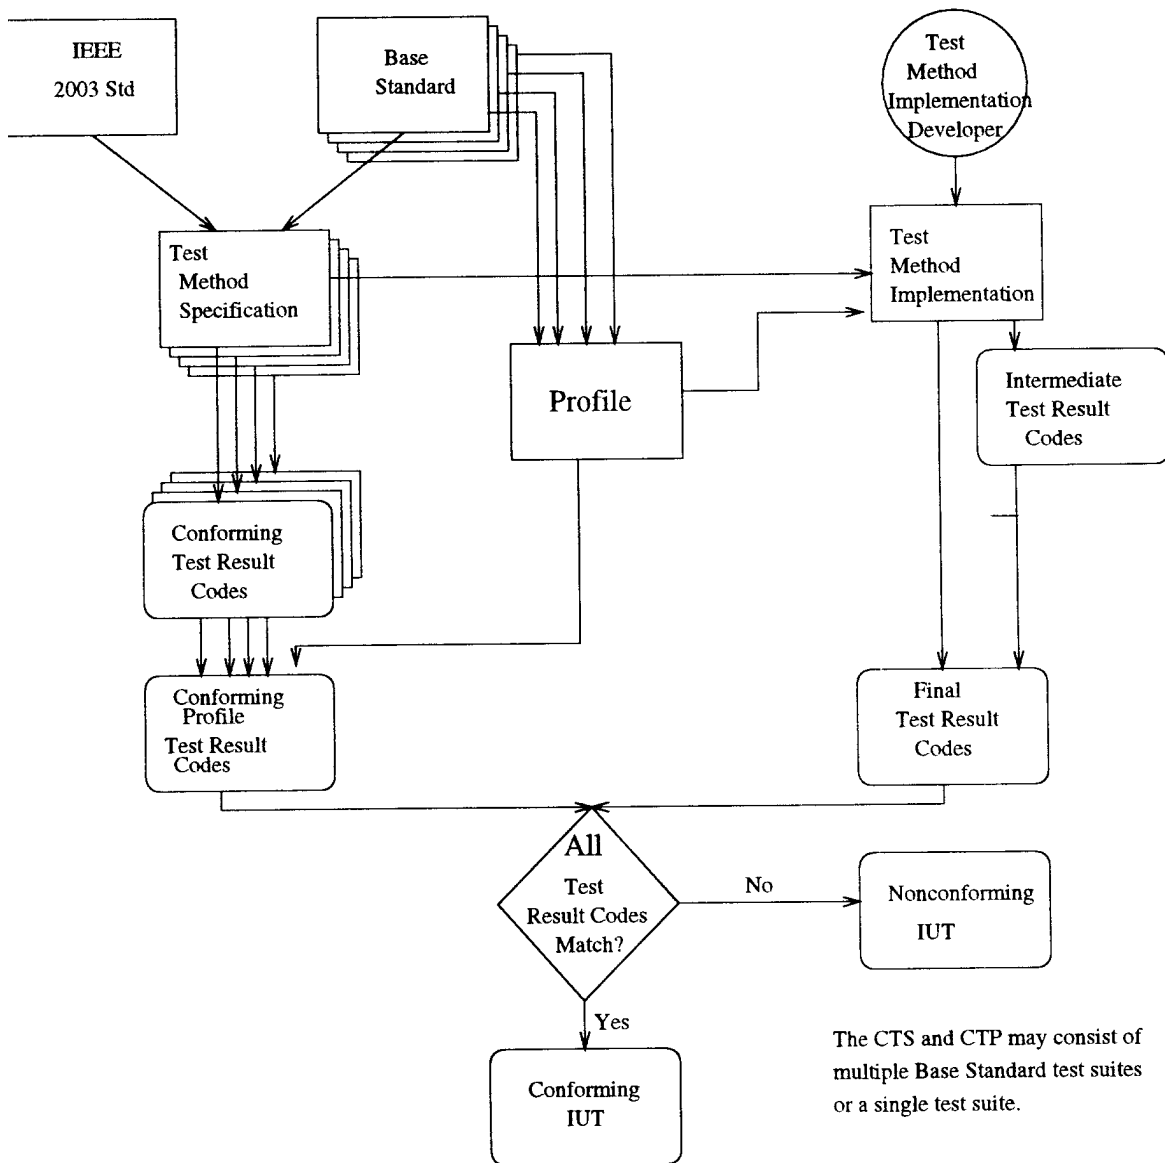 IEEE
2003 Std
Base
Standard
Test
Method
Implementation
Developer
Test
Method
Specification
Test
Method
Implementation
Profile
Intermediate
Test Result
Codes
Conforming
Test Result
Codes
Conforming
Profile
Test Result
Codes
Final
Test Result
Codes
All
Test
Result Codes
Match?
No
Nonconforming
IUT
Yes
Conforming
IUT
The CTS and CTP may consist of
multiple Base Standard test suites
or a single test suite.